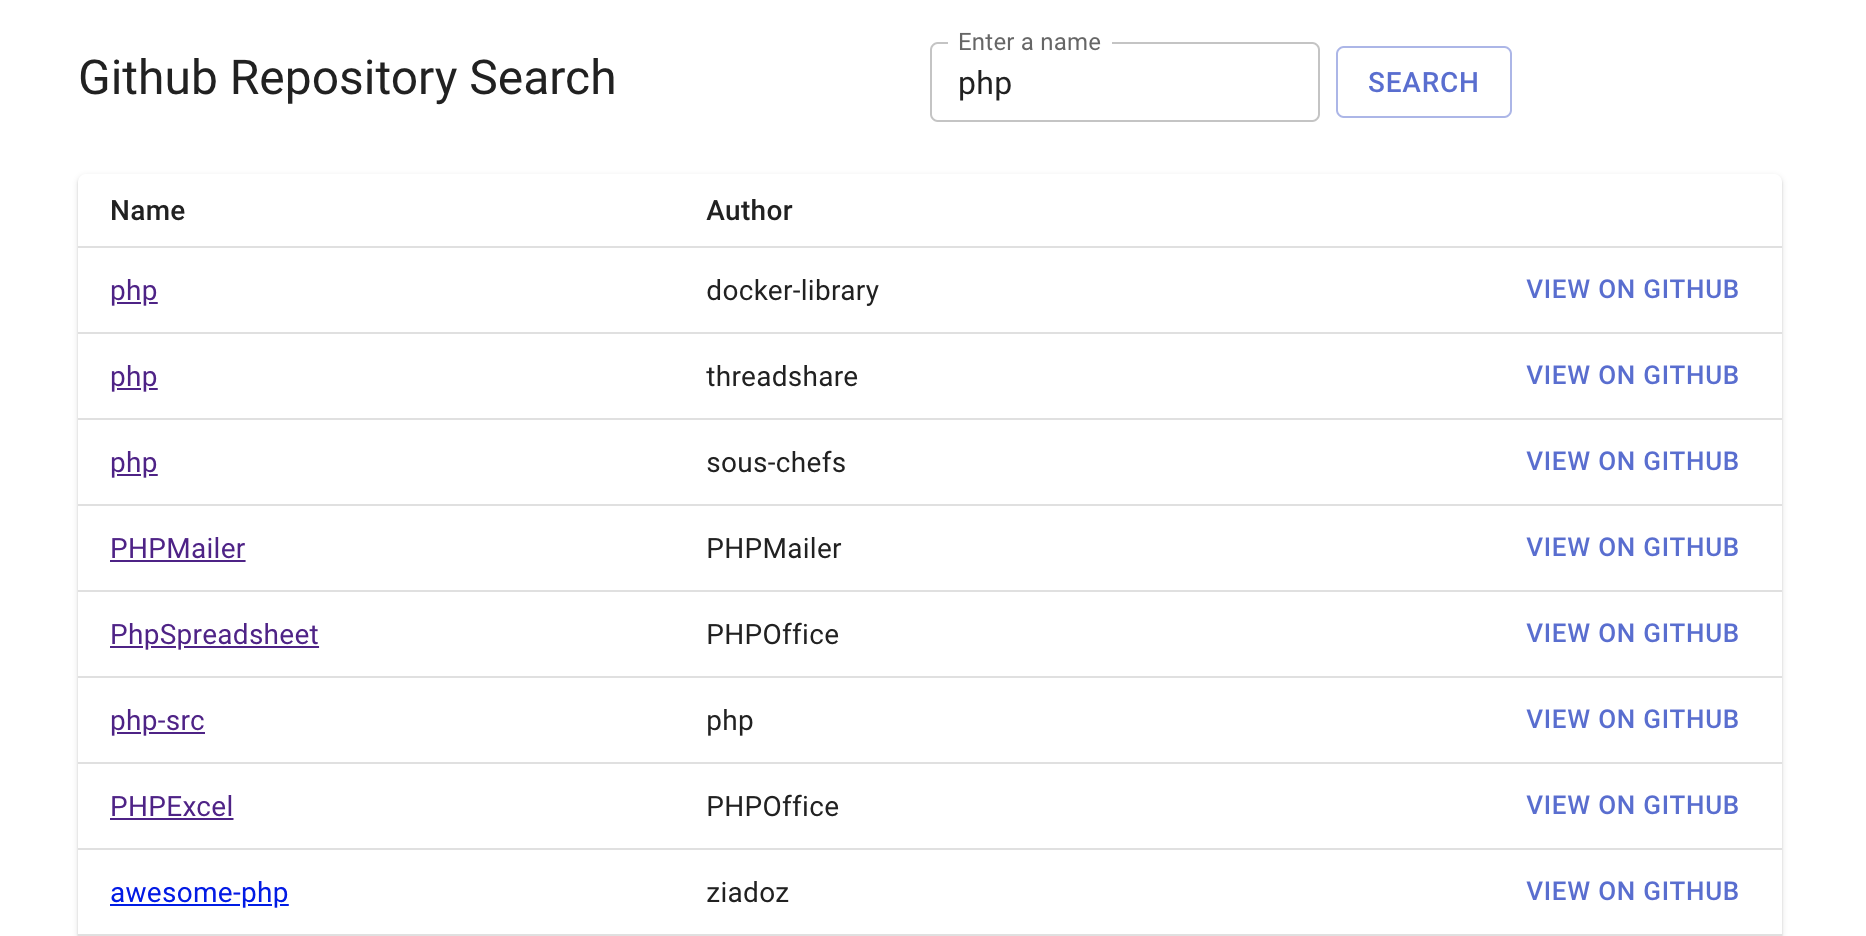 Github Repository Search
Enter a name
php
SEARCH
Name Author
php docker-library VIEW ON GITHUB
php threadshare VIEW ON GITHUB
php sous-chefs VIEW ON GITHUB
PHPMailer PHPMailer VIEW ON GITHUB
PhpSpreadsheet PHPOffice VIEW ON GITHUB
php-src php VIEW ON GITHUB
PHPExcel PHPOffice VIEW ON GITHUB
awesome-php ziadoz VIEW ON GITHUB